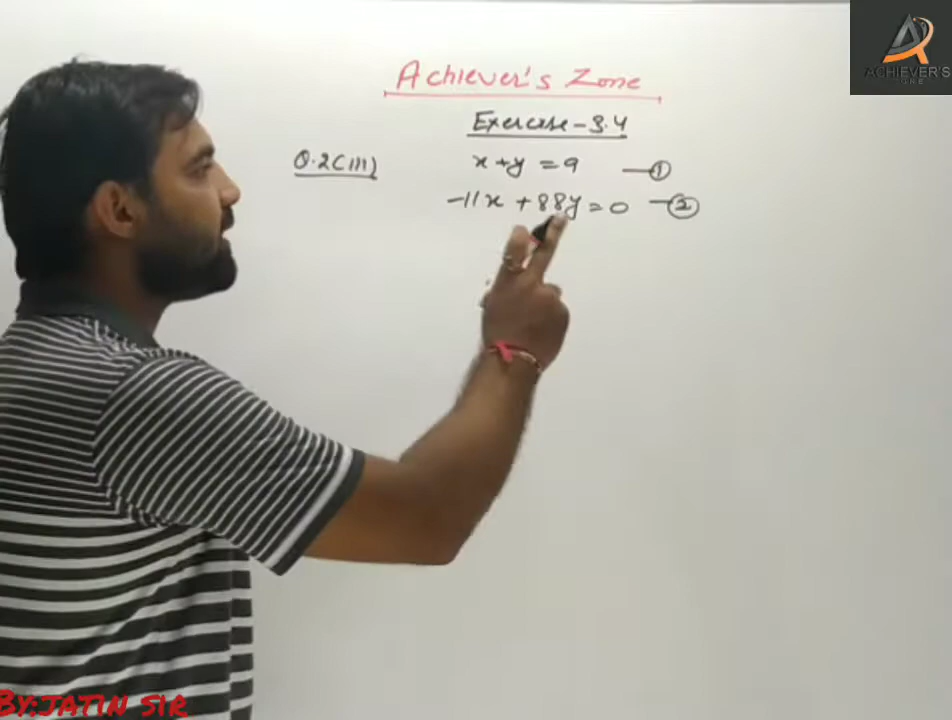 Achiever's Zone
Exercise - 3.4
Q.2(iii) x + y = 9 — ①
-11x + 88y = 0 — ②
ACHIEVER'S
BY:JATIN SIR